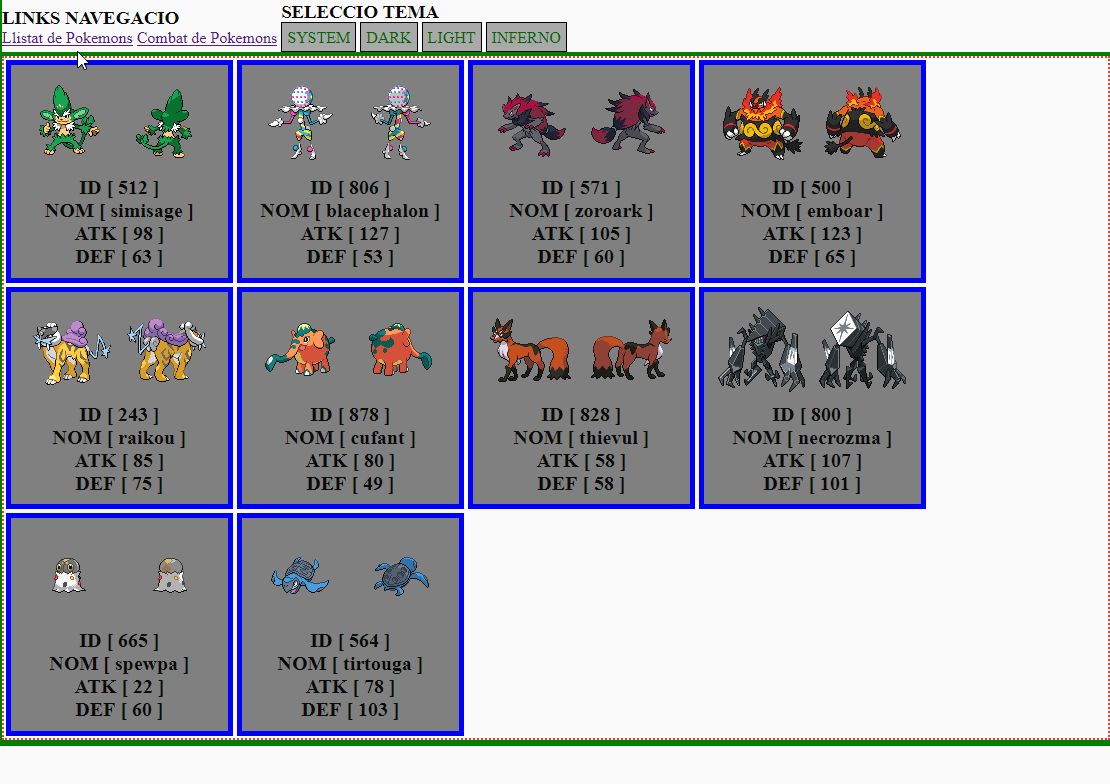 LINKS NAVEGACIO
Llistat de Pokemons Combat de Pokemons
SELECCIO TEMA
SYSTEM DARK LIGHT INFERNO
ID [ 512 ]
NOM [ simisage ]
ATK [ 98 ]
DEF [ 63 ]
ID [ 806 ]
NOM [ blacephalon ]
ATK [ 127 ]
DEF [ 53 ]
ID [ 571 ]
NOM [ zoroark ]
ATK [ 105 ]
DEF [ 60 ]
ID [ 500 ]
NOM [ emboar ]
ATK [ 123 ]
DEF [ 65 ]
ID [ 243 ]
NOM [ raikou ]
ATK [ 85 ]
DEF [ 75 ]
ID [ 878 ]
NOM [ cufant ]
ATK [ 80 ]
DEF [ 49 ]
ID [ 828 ]
NOM [ thievul ]
ATK [ 58 ]
DEF [ 58 ]
ID [ 800 ]
NOM [ necrozma ]
ATK [ 107 ]
DEF [ 101 ]
ID [ 665 ]
NOM [ spewpa ]
ATK [ 22 ]
DEF [ 60 ]
ID [ 564 ]
NOM [ tirtouga ]
ATK [ 78 ]
DEF [ 103 ]